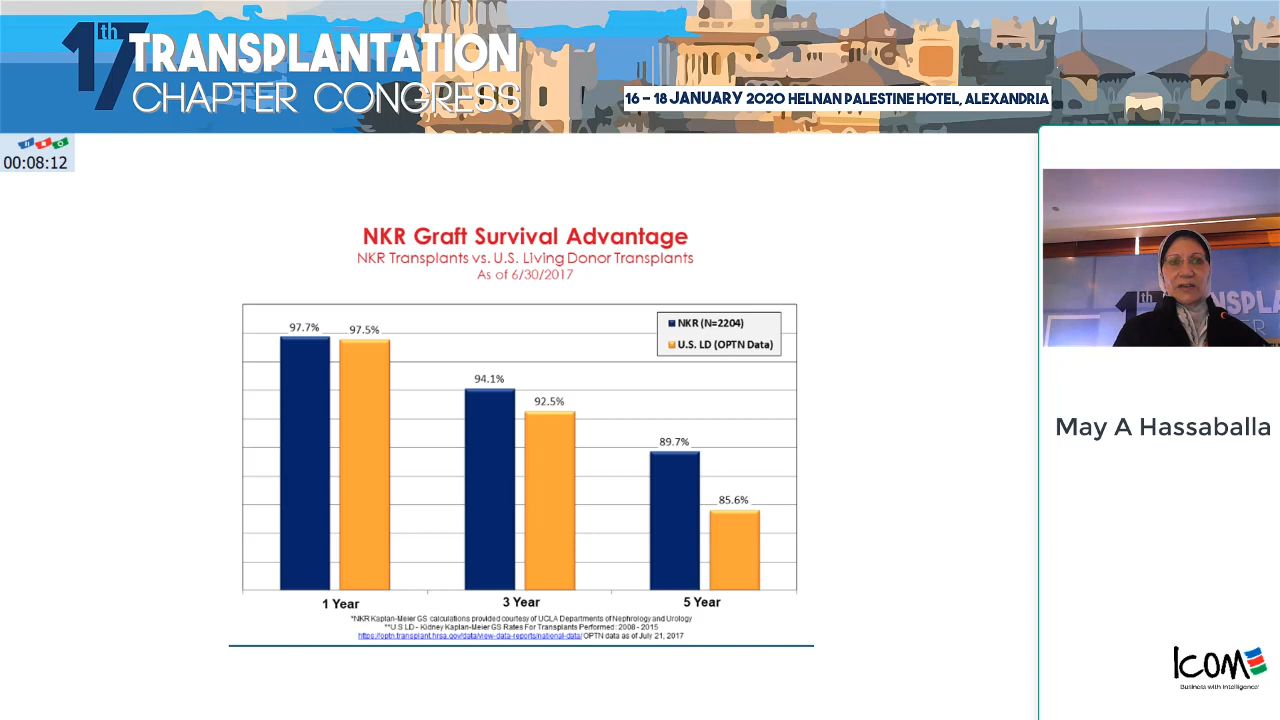 17th TRANSPLANTATION
CHAPTER CONGRESS
16 – 18 JANUARY 2020 HELNAN PALESTINE HOTEL, ALEXANDRIA
00:08:12
NKR Graft Survival Advantage
NKR Transplants vs. U.S. Living Donor Transplants
As of 6/30/2017
NKR (N=2204)
U.S. LD (OPTN Data)
97.7%
97.5%
94.1%
92.5%
89.7%
85.6%
1 Year
3 Year
5 Year
*NKR Kaplan-Meier GS calculations provided courtesy of UCLA Departments of Nephrology and Urology
**U.S LD - Kidney Kaplan-Meier GS Rates For Transplants Performed: 2008 - 2015
https://optn.transplant.hrsa.gov/data/view-data-reports/national-data/ OPTN data as of July 21, 2017
May A Hassaballa
ICOM
Business with Intelligence